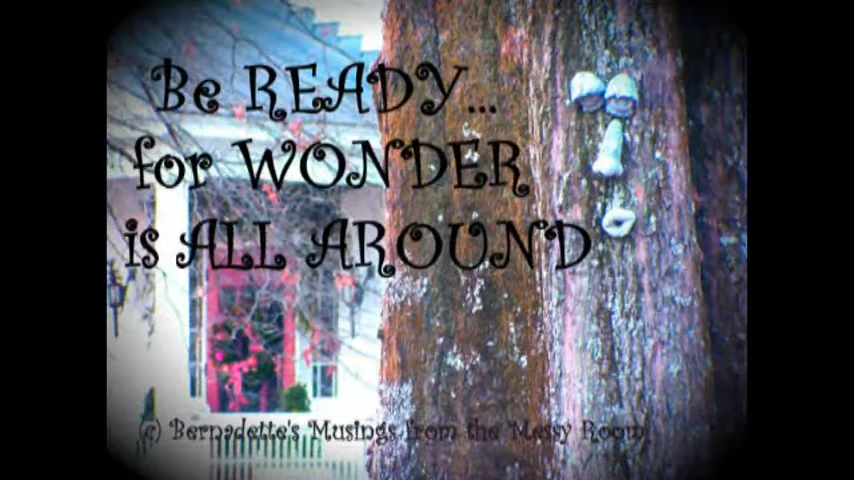 Be READY...
for WONDER
is ALL AROUND
(c) Bernadette's Musings from the Messy Room